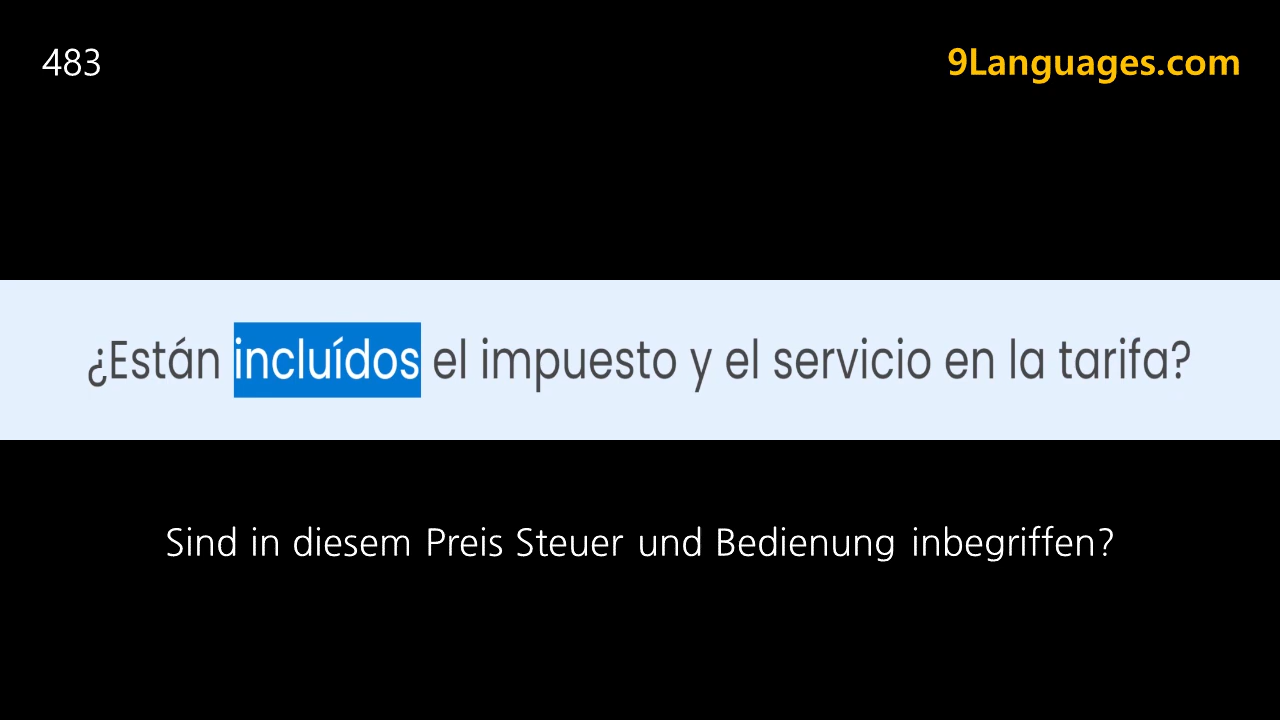 483
9Languages.com
¿Están incluídos el impuesto y el servicio en la tarifa?
Sind in diesem Preis Steuer und Bedienung inbegriffen?